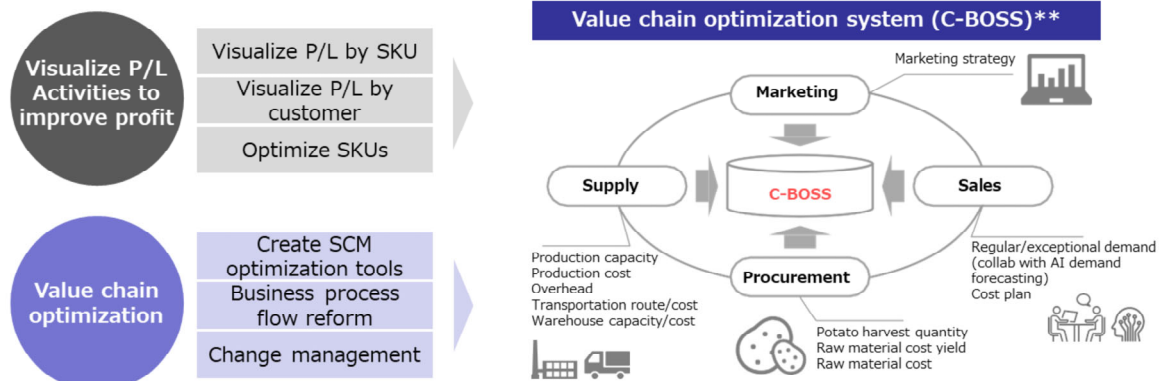 Visualize P/L
Activities to
improve profit
Visualize P/L by SKU
Visualize P/L by
customer
Optimize SKUs
Value chain
optimization
Create SCM
optimization tools
Business process
flow reform
Change management
Value chain optimization system (C-BOSS)**
Marketing strategy
Marketing
Supply
C-BOSS
Sales
Procurement
Production capacity
Production cost
Overhead
Transportation route/cost
Warehouse capacity/cost
Potato harvest quantity
Raw material cost yield
Raw material cost
Regular/exceptional demand
(collab with AI demand
forecasting)
Cost plan